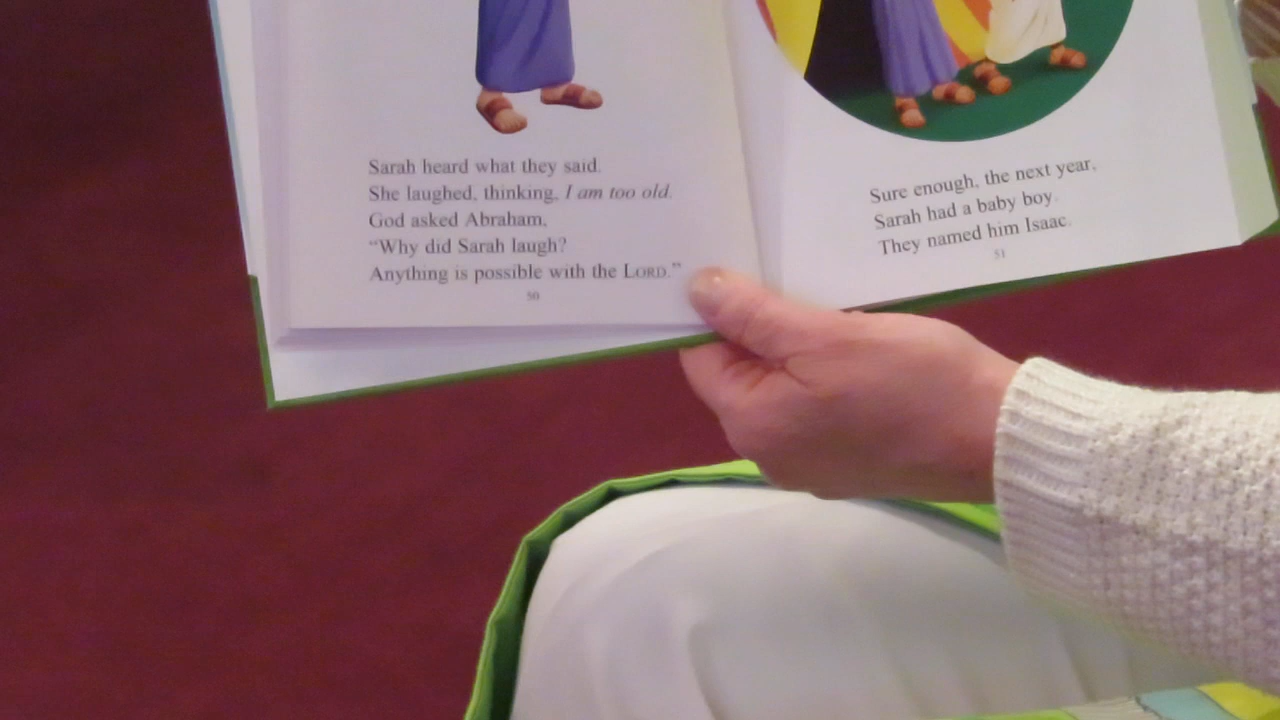 Sarah heard what they said.
She laughed, thinking, I am too old.
God asked Abraham,
“Why did Sarah laugh?
Anything is possible with the LORD.”
50
Sure enough, the next year,
Sarah had a baby boy.
They named him Isaac.
51